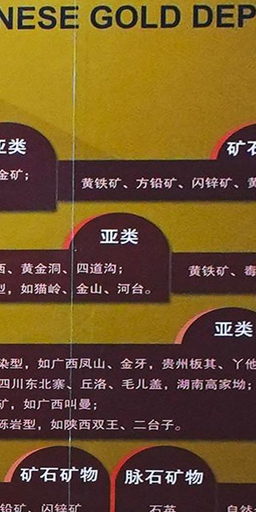 NESE GOLD DEP
亚类
矿石
金矿；
黄铁矿、方铅矿、闪锌矿、黄
亚类
西、黄金洞、四道沟；
黄铁矿、毒
型，如猫岭、金山、河台。
亚类
染型，如广西凤山、金牙，贵州板其、丫他
四川东北寨、丘洛、毛儿盖，湖南高家坳；
矿，如广西叫曼；
砾岩型，如陕西双王、二台子。
矿石矿物
脉石矿物
铅矿、闪锌矿
石英
自然